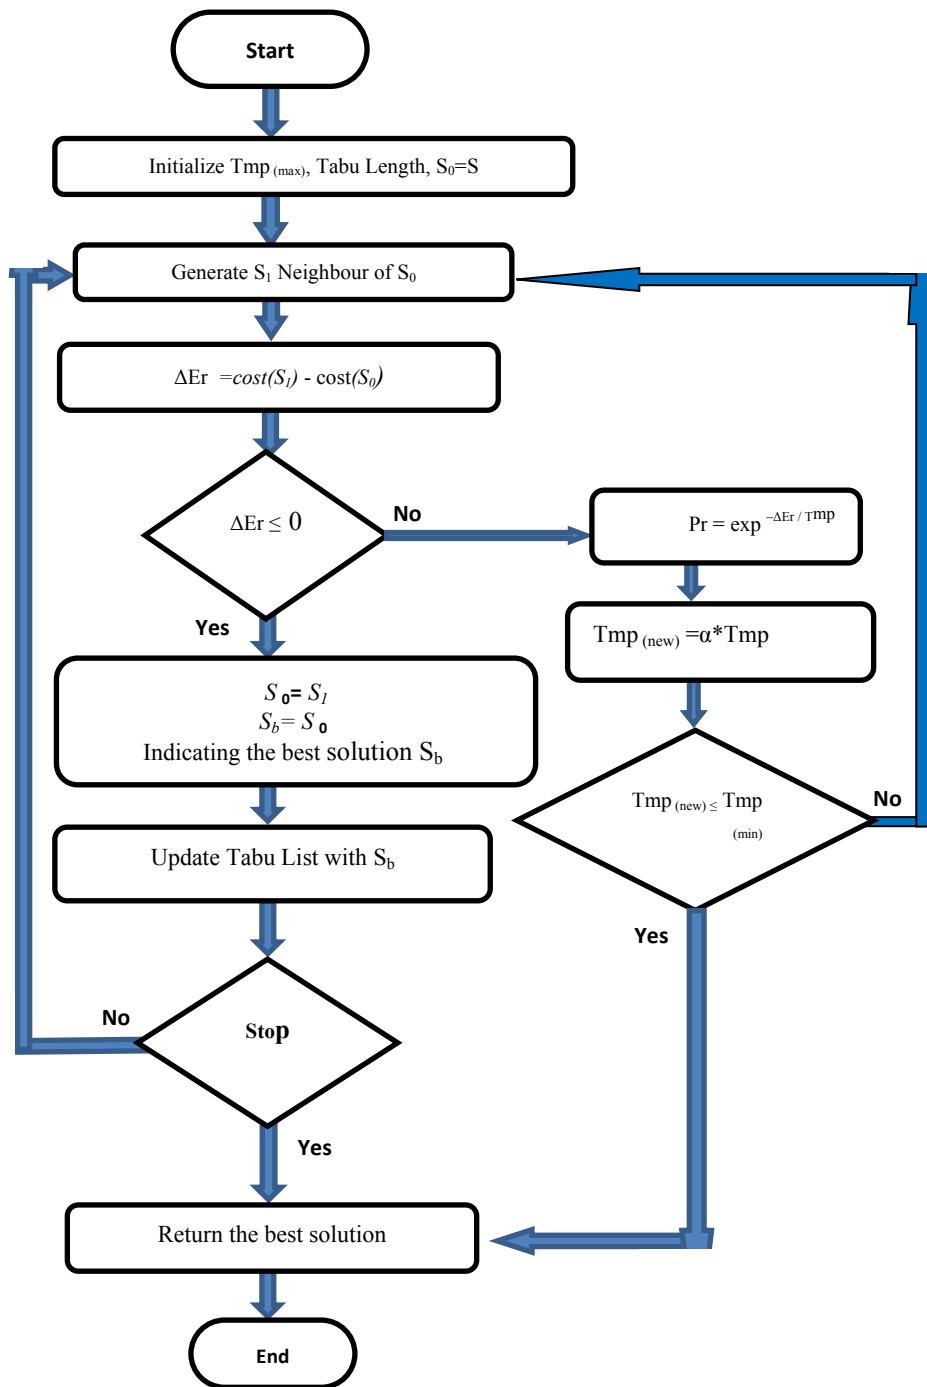 Start
Initialize Tmp (max), Tabu Length, S0=S
Generate S1 Neighbour of S0
ΔEr =cost(S1) - cost(S0)
ΔEr ≤ 0
No
Pr = exp −ΔEr / Tmp
Yes
Tmp (new) =α*Tmp
S 0= S1
Sb= S 0
Indicating the best solution Sb
Tmp (new) ≤ Tmp
(min)
No
Update Tabu List with Sb
Yes
No
Stop
Yes
Return the best solution
End